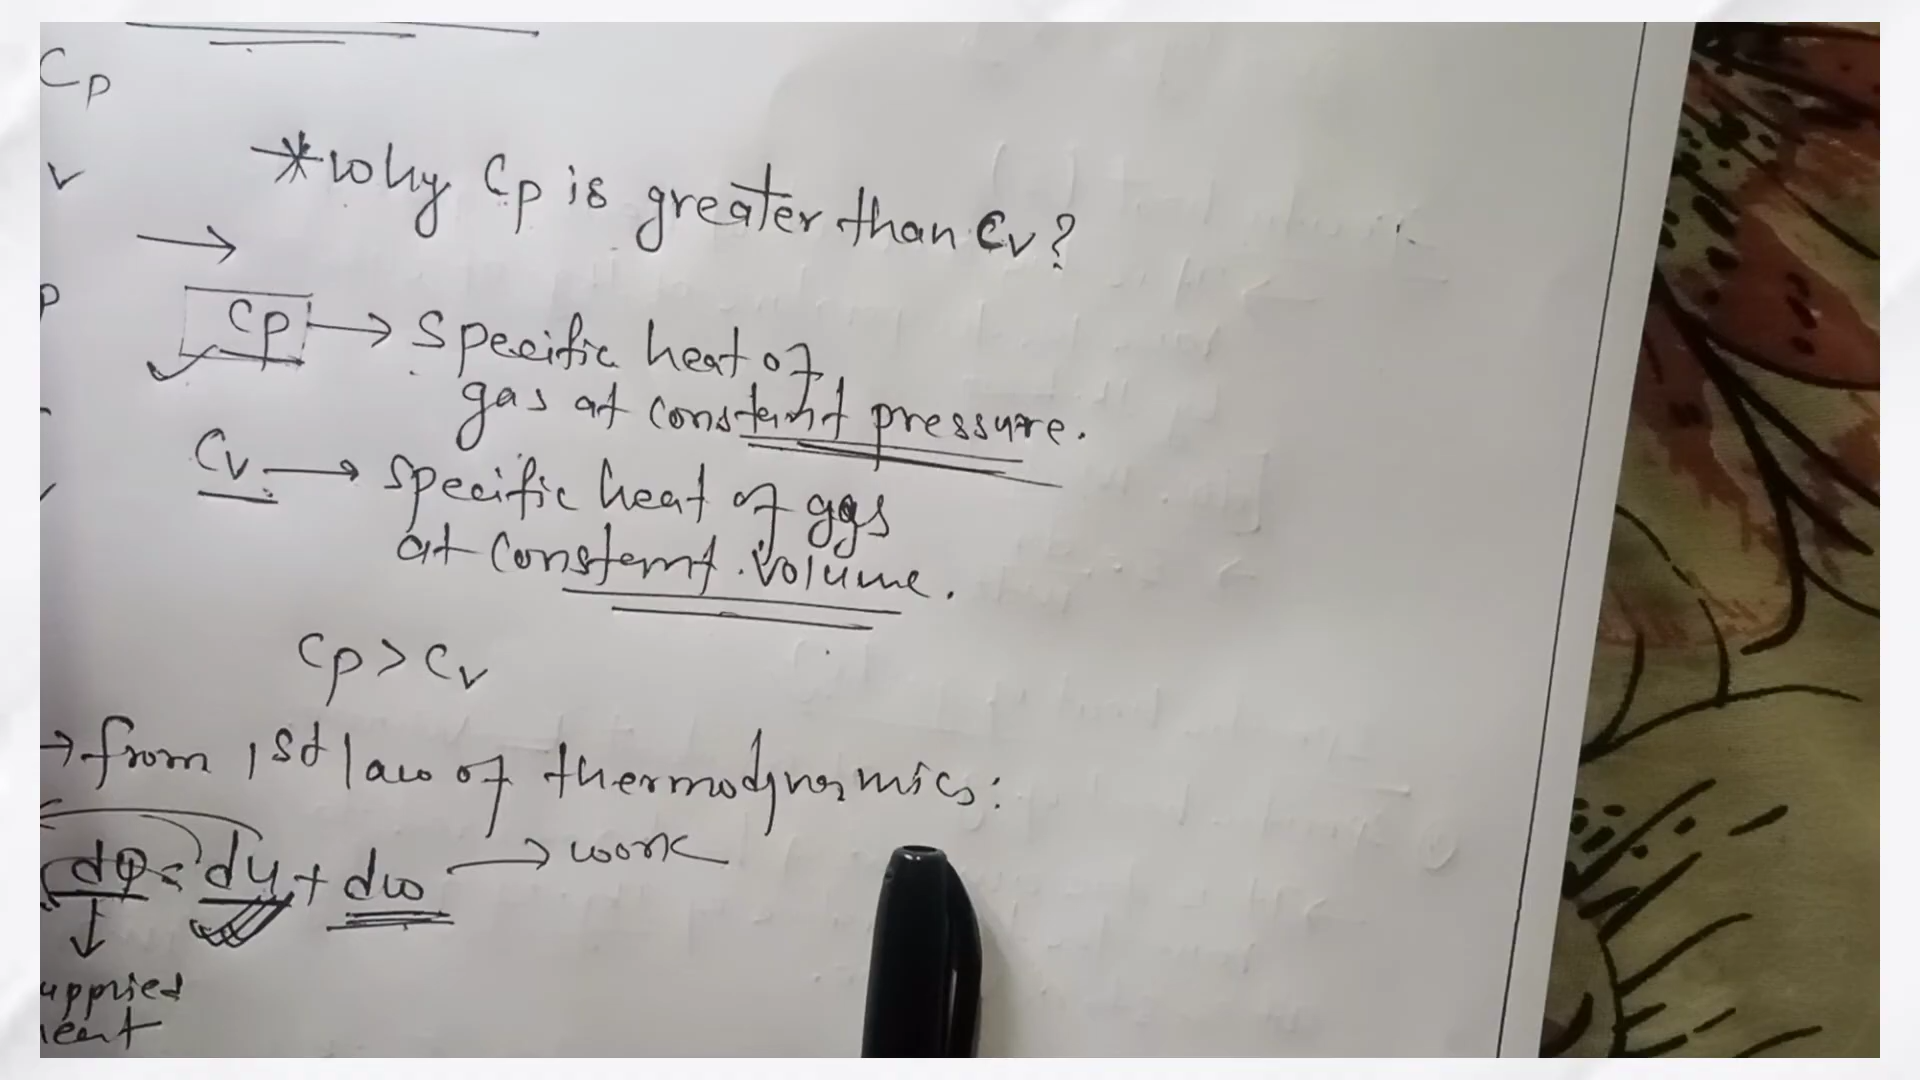 Cp
v
* why Cp is greater than Cv?
→
p
Cp → Specific heat of
gas at constant pressure.
Cv → Specific heat of gas
at constant volume.
Cp > Cv
→ from 1st law of thermodynamics:
dQ = du + dw → work
upplied
heat